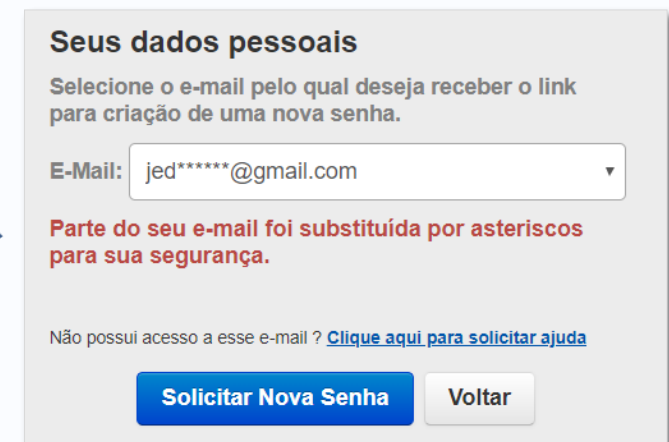 Seus dados pessoais
Selecione o e-mail pelo qual deseja receber o link
para criação de uma nova senha.
E-Mail: jed******@gmail.com
Parte do seu e-mail foi substituída por asteriscos
para sua segurança.
Não possui acesso a esse e-mail ? Clique aqui para solicitar ajuda
Solicitar Nova Senha Voltar